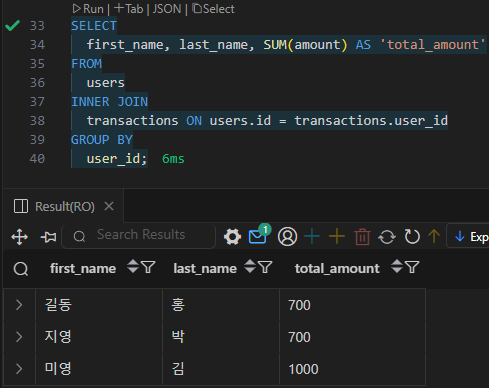 Run | +Tab | JSON | Select
33 SELECT
34 first_name, last_name, SUM(amount) AS 'total_amount'
35 FROM
36 users
37 INNER JOIN
38 transactions ON users.id = transactions.user_id
39 GROUP BY
40 user_id; 6ms
Result(RO)
Search Results 1 Exp
first_name last_name total_amount
길동 홍 700
지영 박 700
미영 김 1000